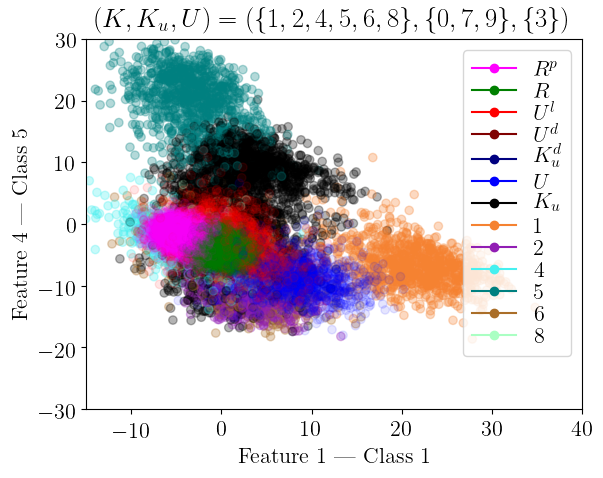 (K, K_u, U) = ({1, 2, 4, 5, 6, 8}, {0, 7, 9}, {3})
30
20
10
0
−10
−20
−30
Feature 4 — Class 5
−10
0
10
20
30
40
Feature 1 — Class 1
R^p
R
U^l
U^d
K_u^d
U
K_u
1
2
4
5
6
8